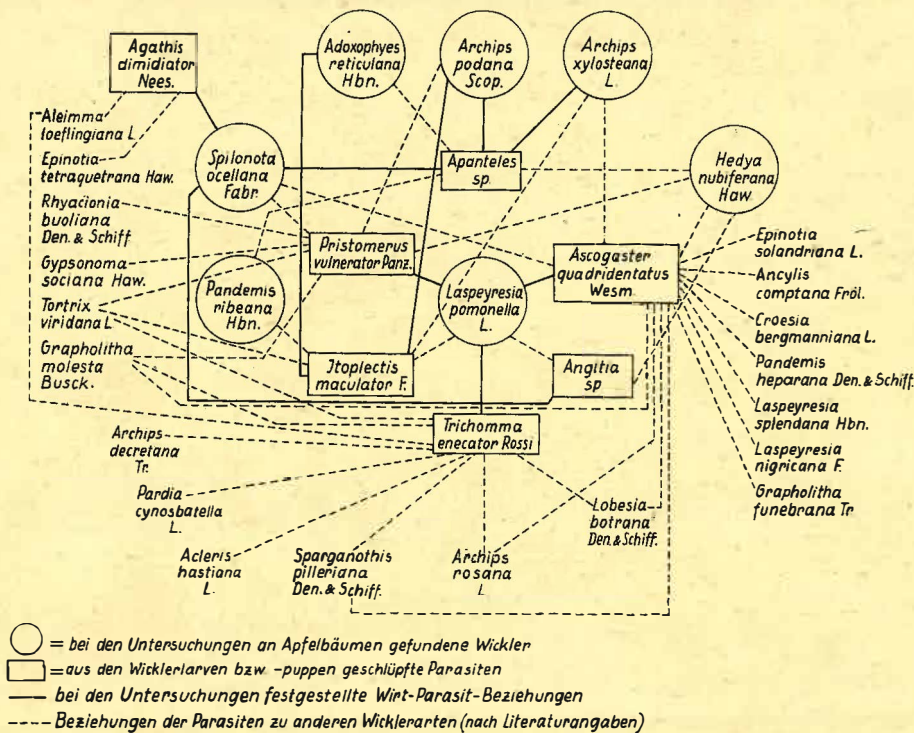 Agathis
dimidiator
Nees.
Adoxophyes
reticulana
Hbn.
Archips
podana
Scop.
Archips
xylosteana
L.
Aleimma
loeflingiana L.
Epinotia
tetraquetrana Haw.
Rhyacionia
buoliana
Den. & Schiff
Gypsonoma
sociana Haw.
Tortrix
viridana L.
Grapholitha
molesta
Busck.
Spilonota
ocellana
Fabr.
Apanteles
sp.
Hedya
nubiferana
Haw.
Pristomerus
vulnerator Panz.
Ascogaster
quadridentatus
Wesm.
Pandemis
ribeana
Hbn.
Laspeyresia
pomonella
L.
Itoplectis
maculator F.
Angitia
sp
Trichomma
enecator Rossi
Epinotia
solandriana L.
Ancylis
comptana Fröl.
Croesia
bergmanniana L.
Pandemis
heparana Den. & Schiff.
Laspeyresia
splendana Hbn.
Laspeyresia
nigricana F.
Grapholitha
funebrana Tr.
Archips
decretana
Tr.
Pardia
cynosbatella
L.
Acleris
hastiana
L.
Sparganothis
pilleriana
Den. & Schiff.
Archips
rosana
L
Lobesia
botrana
Den. & Schiff.
= bei den Untersuchungen an Apfelbäumen gefundene Wickler
= aus den Wicklerlarven bzw. -puppen geschlüpfte Parasiten
bei den Untersuchungen festgestellte Wirt-Parasit-Beziehungen
Beziehungen der Parasiten zu anderen Wicklerarten (nach Literaturangaben)